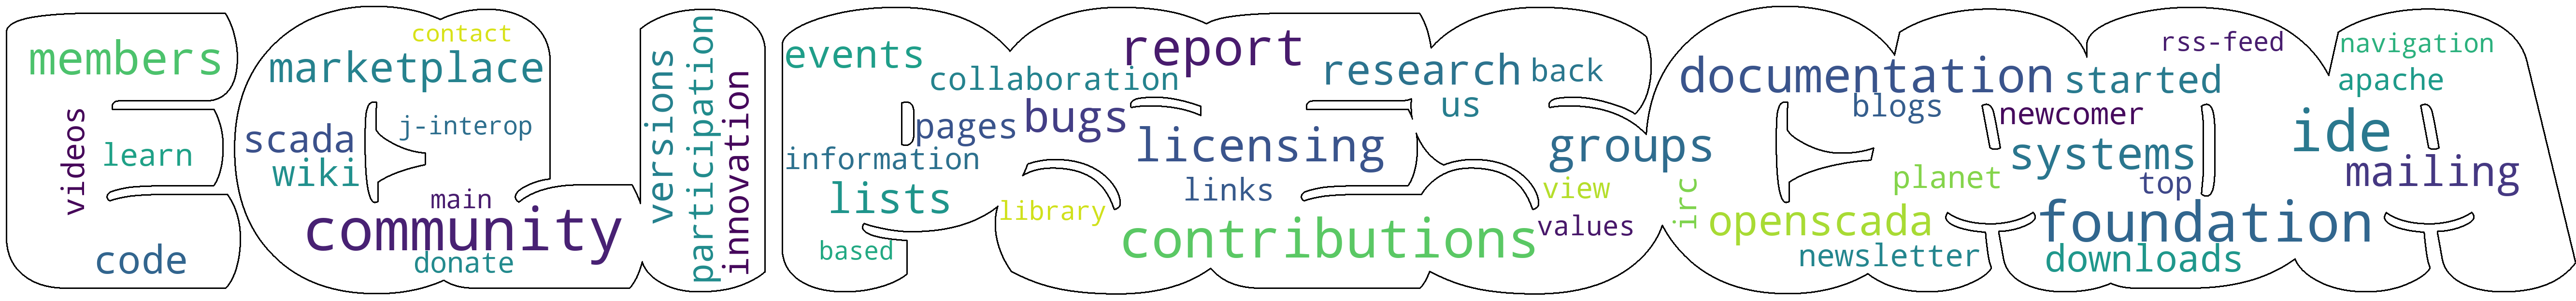 members
videos
learn
code
contact
marketplace
scada
j-interop
wiki
main
community
donate
versions
participation
innovation
events
collaboration
report
research
back
bugs
us
pages
information
licensing
groups
lists
links
view
library
values
contributions
based
irc
documentation
blogs
rss-feed
started
newcomer
navigation
apache
ide
systems
mailing
planet
top
openscada
foundation
newsletter
downloads